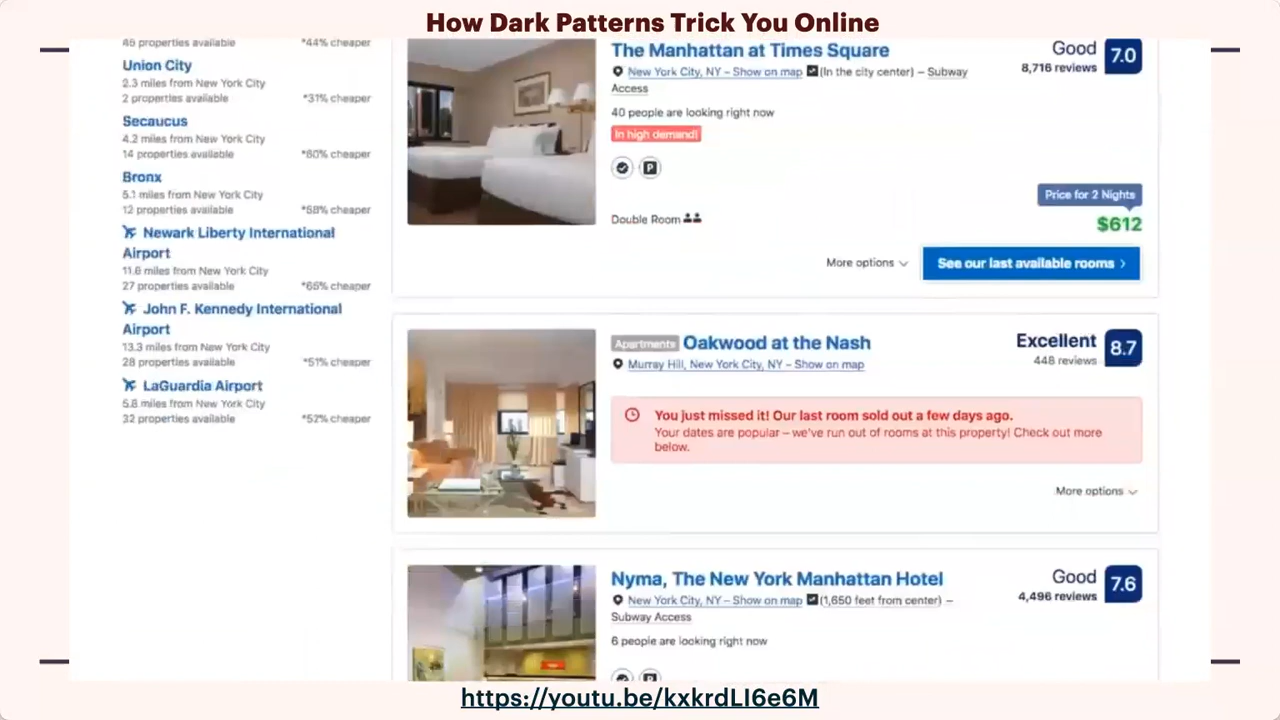 How Dark Patterns Trick You Online
46 properties available *44% cheaper
Union City
2.3 miles from New York City
2 properties available *31% cheaper
Secaucus
4.2 miles from New York City
14 properties available *60% cheaper
Bronx
5.1 miles from New York City
12 properties available *58% cheaper
Newark Liberty International
Airport
11.6 miles from New York City
27 properties available *65% cheaper
John F. Kennedy International
Airport
13.3 miles from New York City
28 properties available *51% cheaper
LaGuardia Airport
5.8 miles from New York City
32 properties available *52% cheaper
The Manhattan at Times Square
New York City, NY – Show on map (In the city center) – Subway
Access
40 people are looking right now
In high demand!
P
Double Room
Good
8,716 reviews
7.0
Price for 2 Nights
$612
More options
See our last available rooms
Apartments Oakwood at the Nash
Murray Hill, New York City, NY – Show on map
Excellent
448 reviews
8.7
You just missed it! Our last room sold out a few days ago.
Your dates are popular – we've run out of rooms at this property! Check out more
below.
More options
Nyma, The New York Manhattan Hotel
New York City, NY – Show on map (1,650 feet from center) –
Subway Access
6 people are looking right now
Good
4,496 reviews
7.6
https://youtu.be/kxkrdLI6e6M